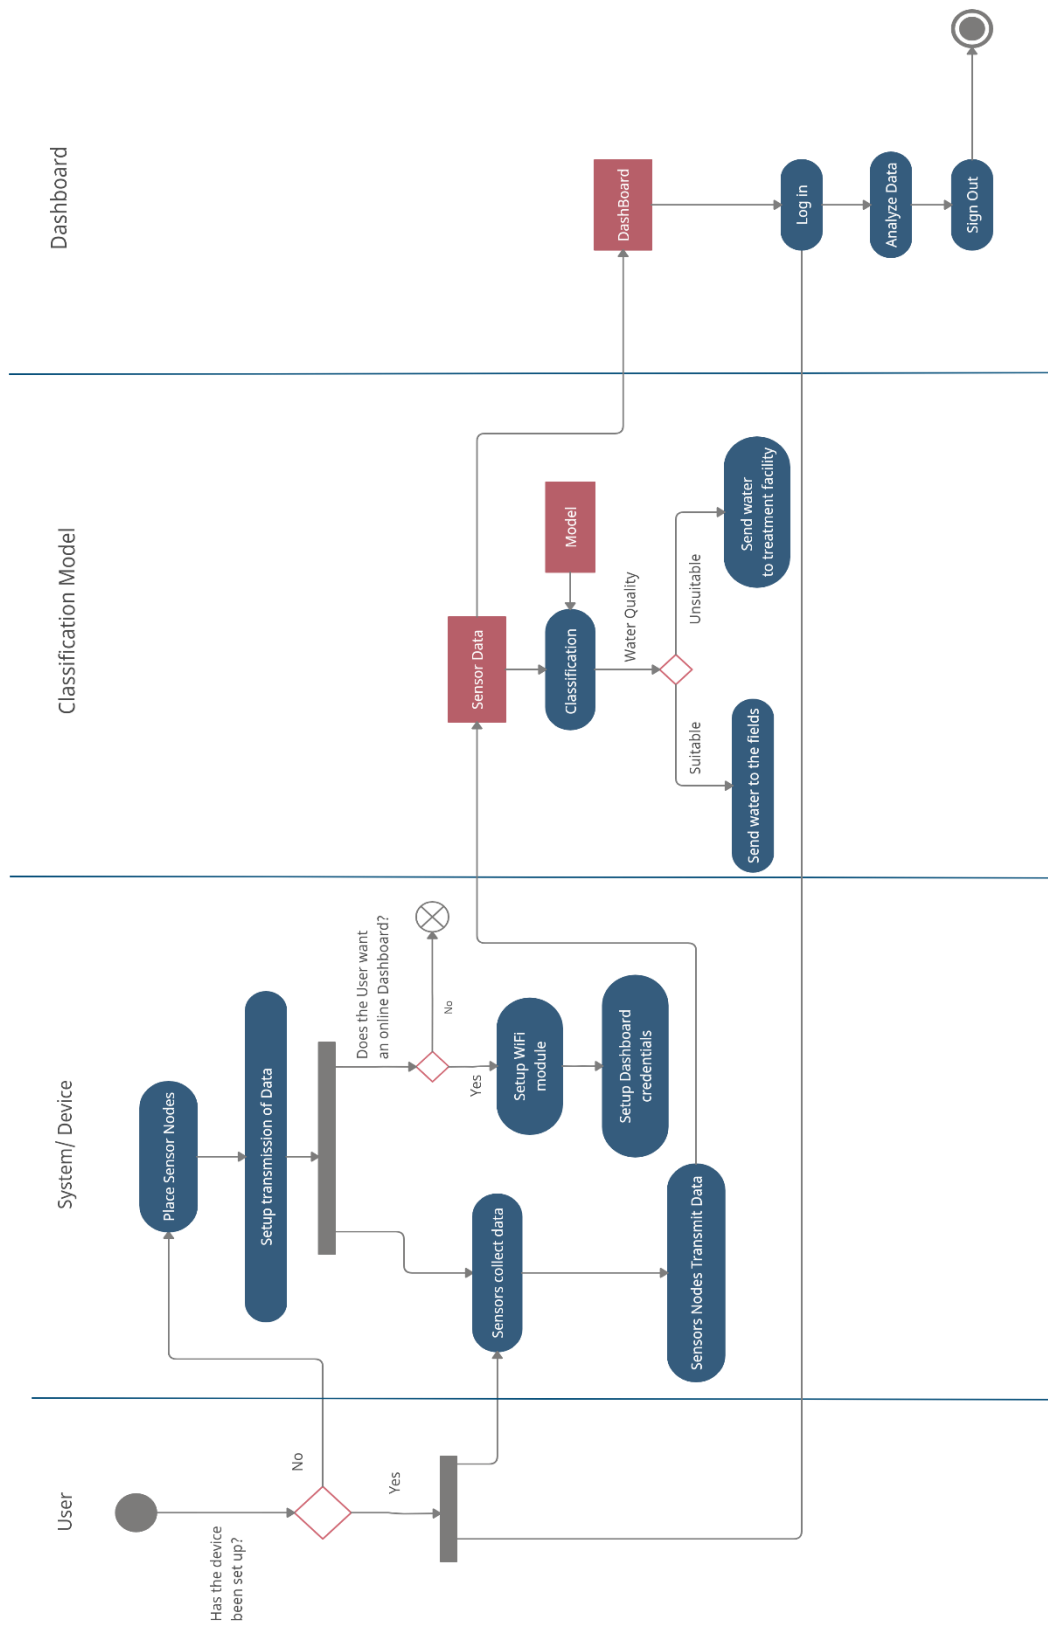 User
System/ Device
Classification Model
Dashboard
Has the device
been set up?
No
Yes
Place Sensor Nodes
Setup transmission of Data
Does the User want
an online Dashboard?
No
Yes
Setup WiFi
module
Setup Dashboard
credentials
Sensors collect data
Sensors Nodes Transmit Data
Sensor Data
Model
Classification
Water Quality
Suitable
Unsuitable
Send water to the fields
Send water
to treatment facility
DashBoard
Log in
Analyze Data
Sign Out